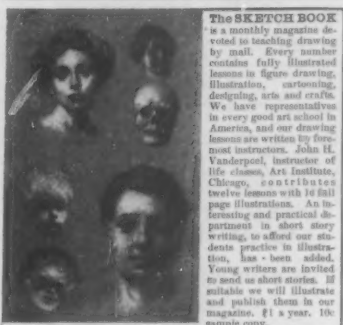 The SKETCH BOOK
is a monthly magazine de-
voted to teaching drawing
by mail. Every number
contains fully illustrated
lessons in figure drawing,
illustration, cartooning,
designing, arts and crafts.
We have representatives
in every good art school in
America, and our drawing
lessons are written by fore-
most instructors. John H.
Vanderpoel, instructor of
life classes, Art Institute,
Chicago, contributes
twelve lessons with 16 full
page illustrations. An in-
teresting and practical de-
partment in short story
writing, to afford our stu-
dents practice in illustra-
tion, has been added.
Young writers are invited
to send us short stories. If
suitable we will illustrate
and publish them in our
magazine. $1 a year. 10c
sample copy.